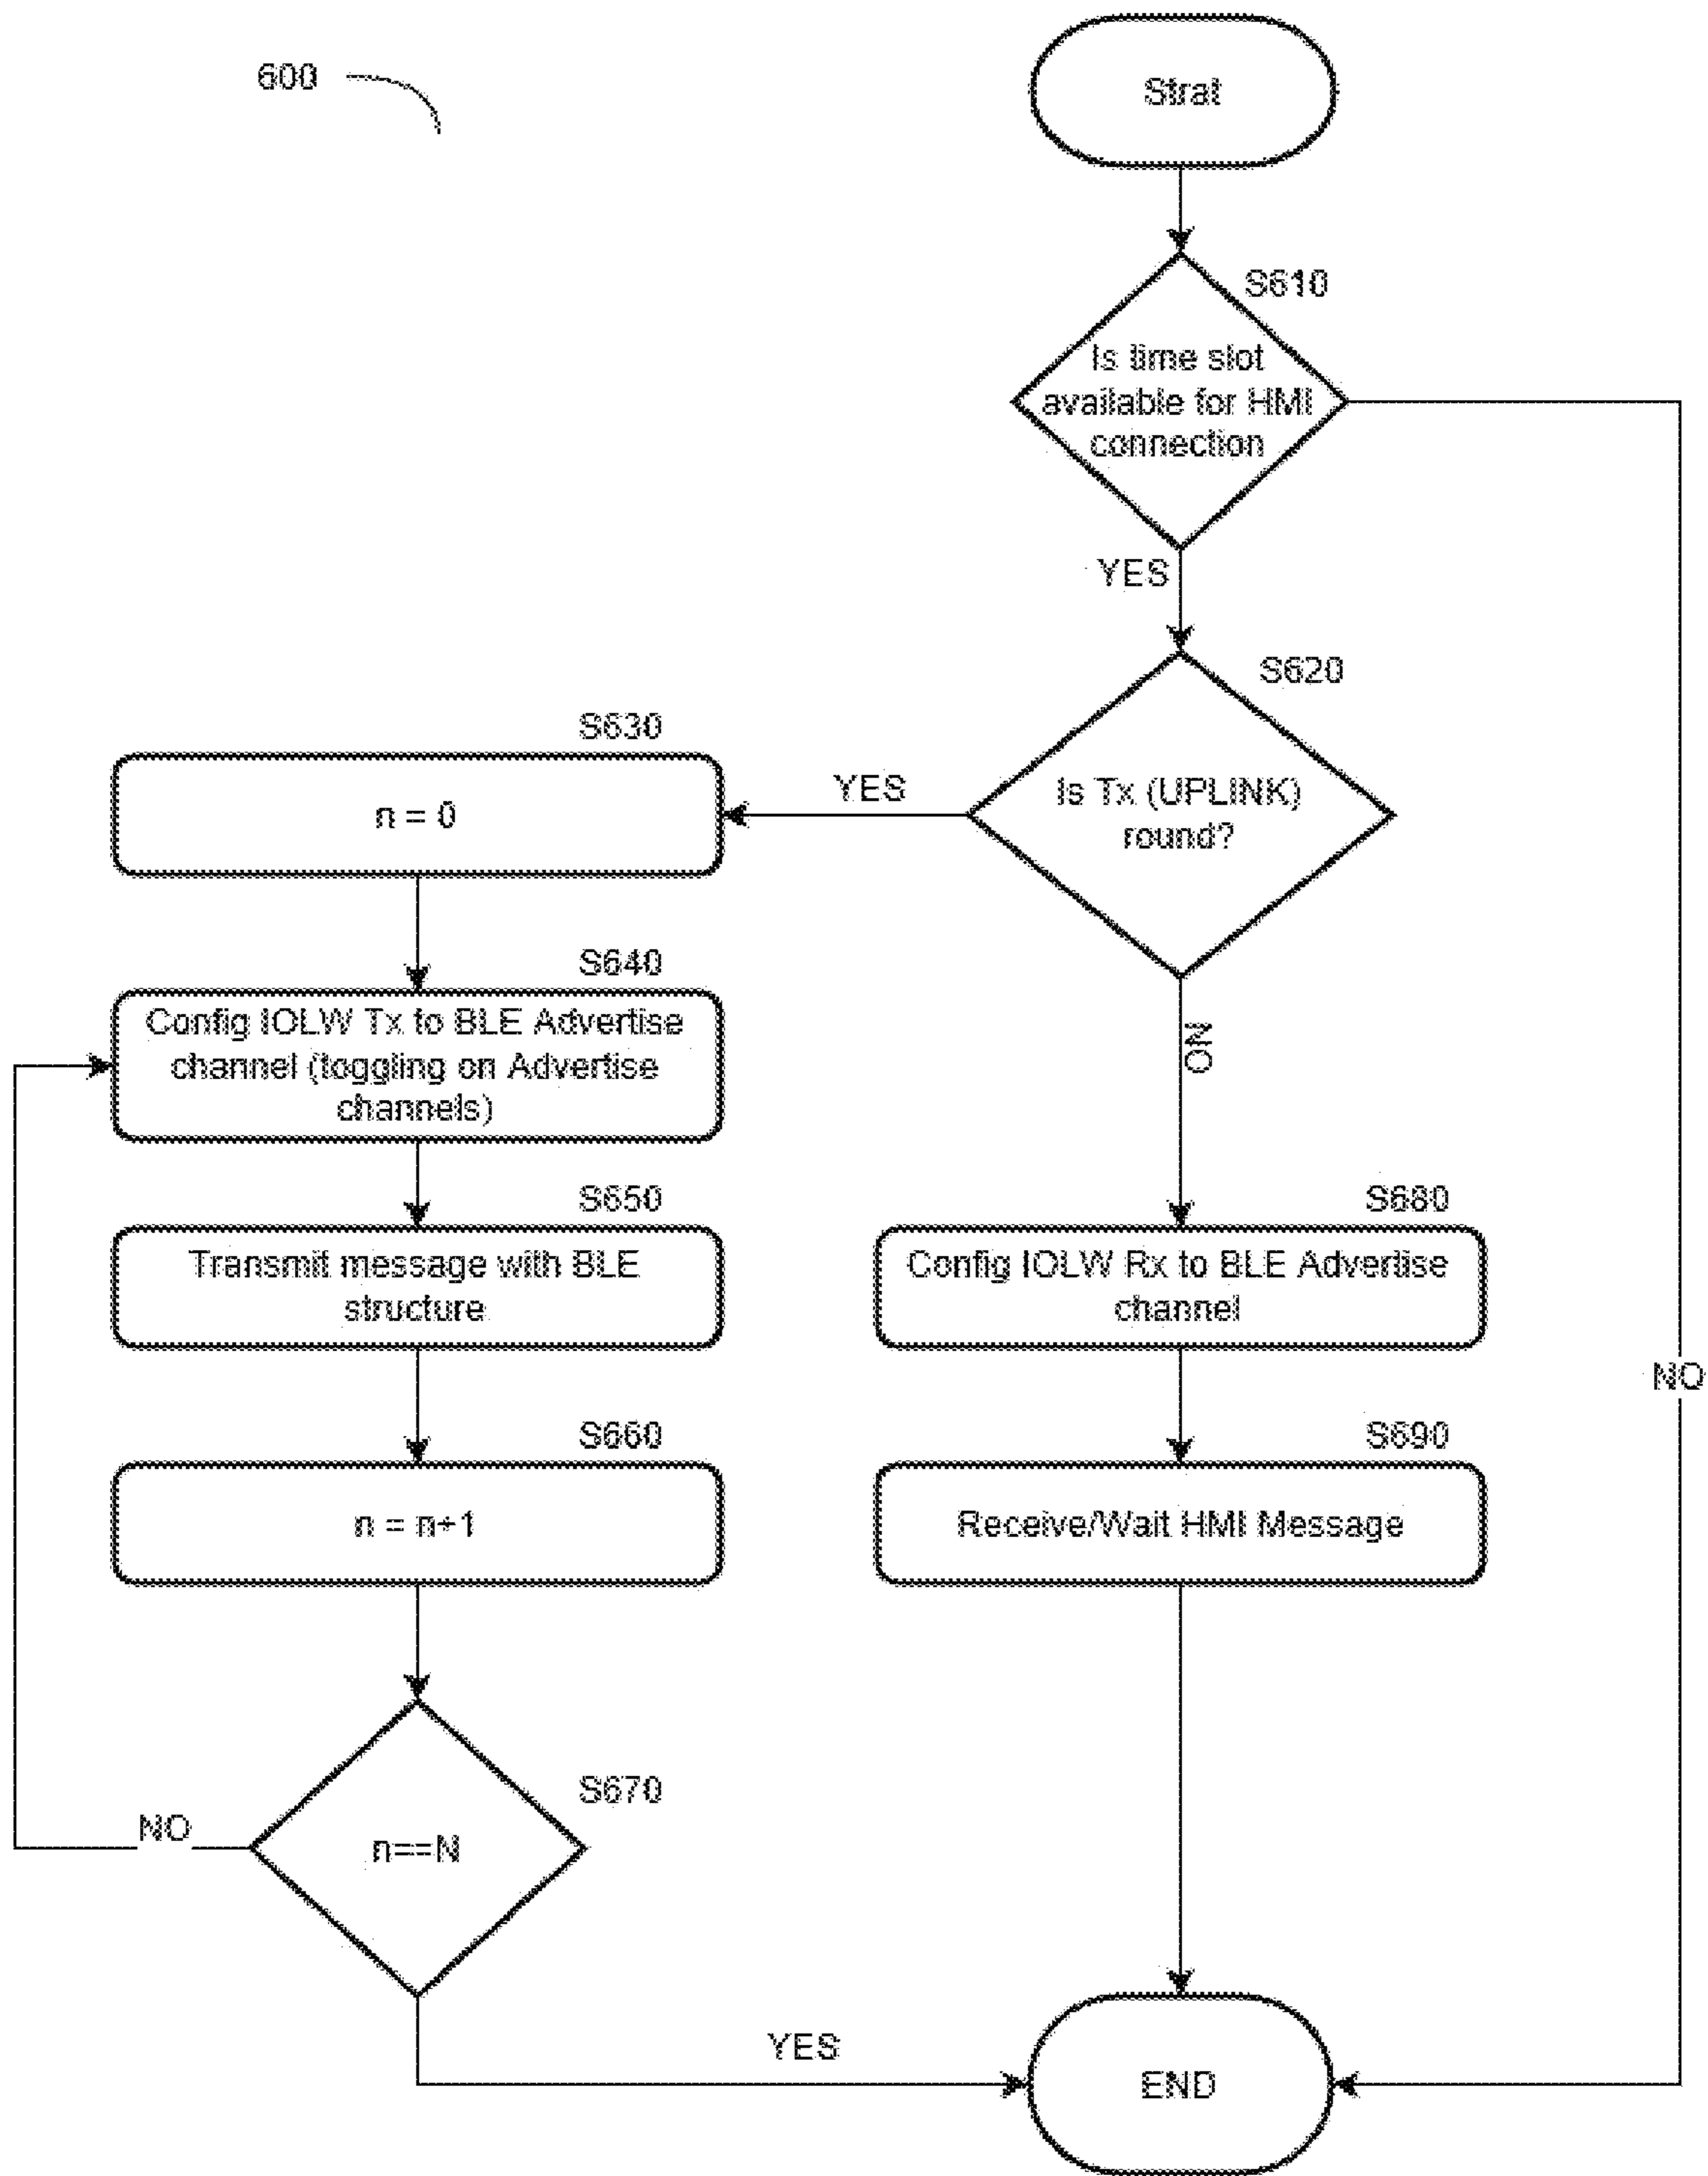 600
Strat
S610
Is time slot
available for HMI
connection
YES
S620
Is Tx (UPLINK)
round?
YES
NO
NO
S630
n = 0
S640
Config IOLW Tx to BLE Advertise
channel (toggling on Advertise
channels)
S650
Transmit message with BLE
structure
S660
n = n+1
S670
n==N
NO
YES
S680
Config IOLW Rx to BLE Advertise
channel
S690
Receive/Wait HMI Message
END